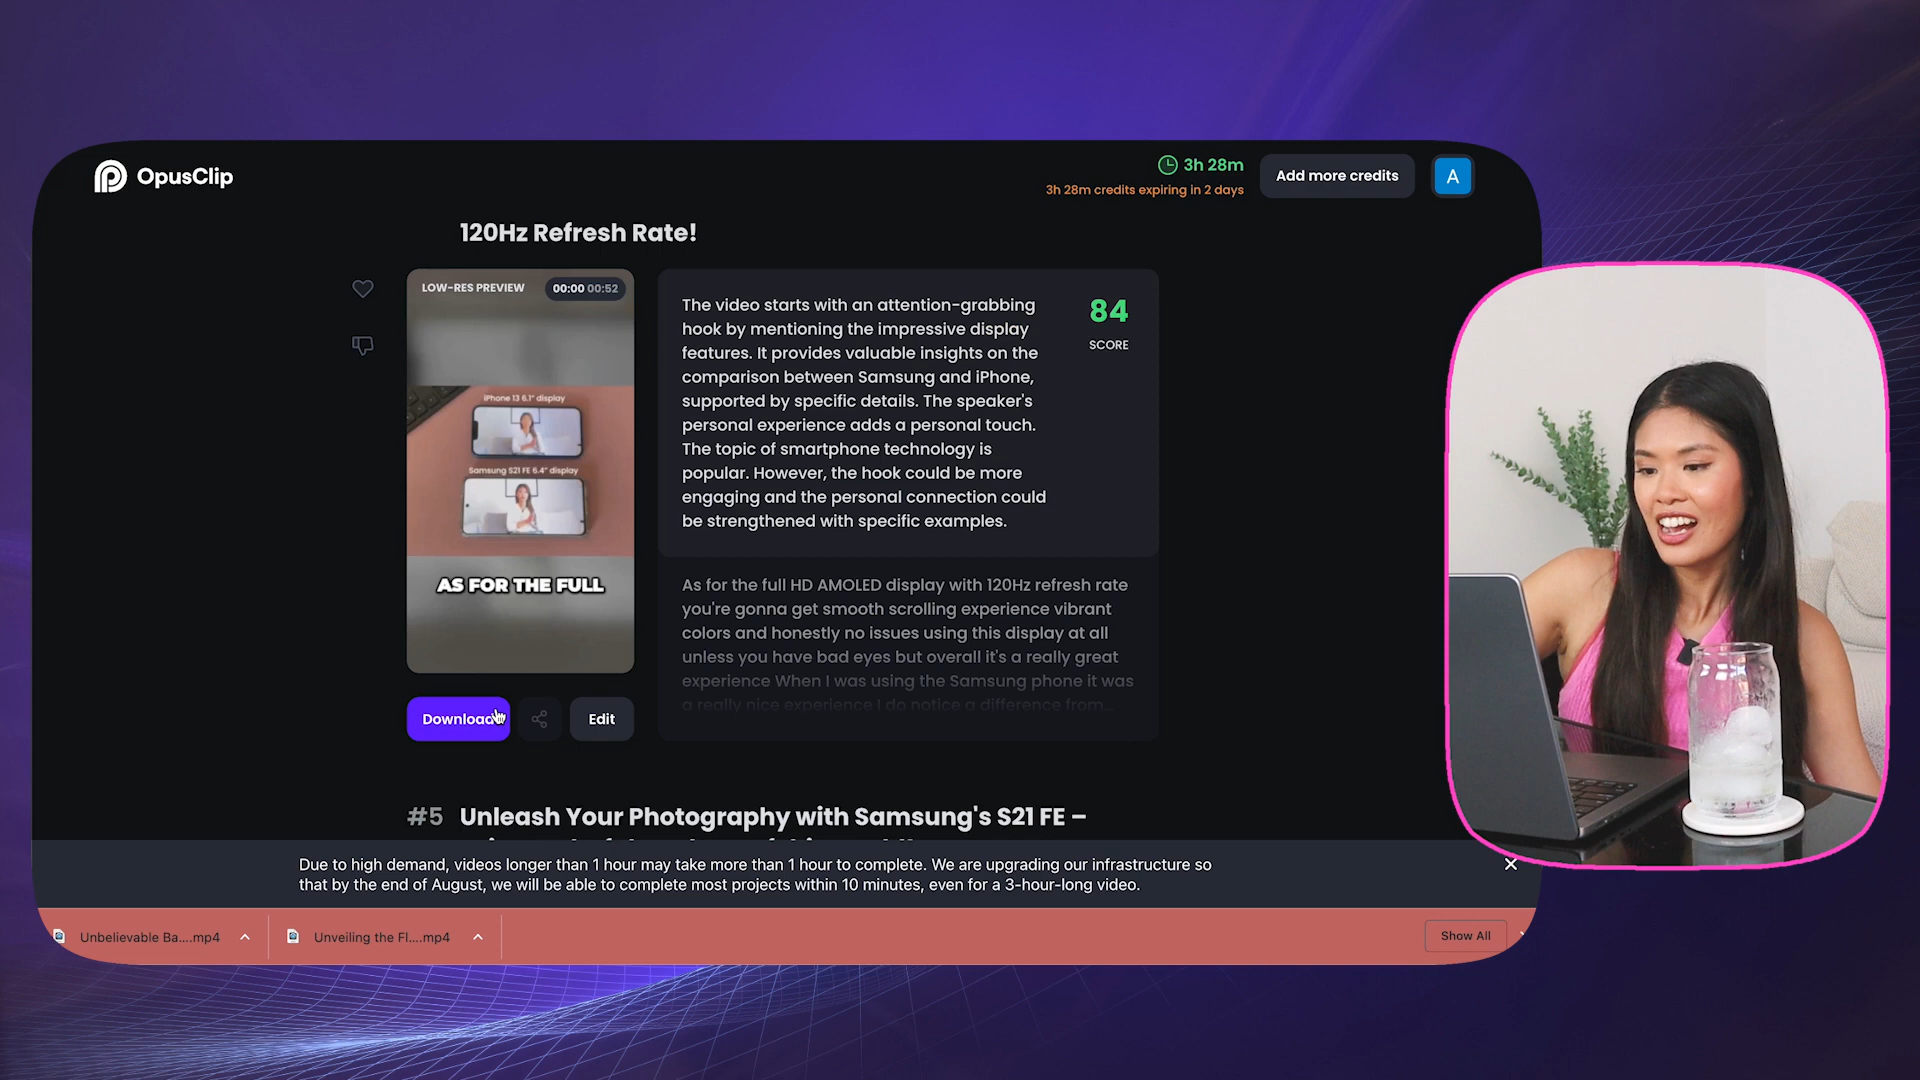 OpusClip
3h 28m
3h 28m credits expiring in 2 days
Add more credits
A
120Hz Refresh Rate!
LOW-RES PREVIEW
00:00 00:52
iPhone 13 6.1" display
Samsung S21 FE 6.4" display
AS FOR THE FULL
The video starts with an attention-grabbing
hook by mentioning the impressive display
features. It provides valuable insights on the
comparison between Samsung and iPhone,
supported by specific details. The speaker's
personal experience adds a personal touch.
The topic of smartphone technology is
popular. However, the hook could be more
engaging and the personal connection could
be strengthened with specific examples.
84
SCORE
As for the full HD AMOLED display with 120Hz refresh rate
you're gonna get smooth scrolling experience vibrant
colors and honestly no issues using this display at all
unless you have bad eyes but overall it's a really great
experience When I was using the Samsung phone it was
a really nice experience I do notice a difference from...
Download
Edit
#5 Unleash Your Photography with Samsung's S21 FE –
Due to high demand, videos longer than 1 hour may take more than 1 hour to complete. We are upgrading our infrastructure so
that by the end of August, we will be able to complete most projects within 10 minutes, even for a 3-hour-long video.
Unbelievable Ba....mp4
Unveiling the Fl....mp4
Show All